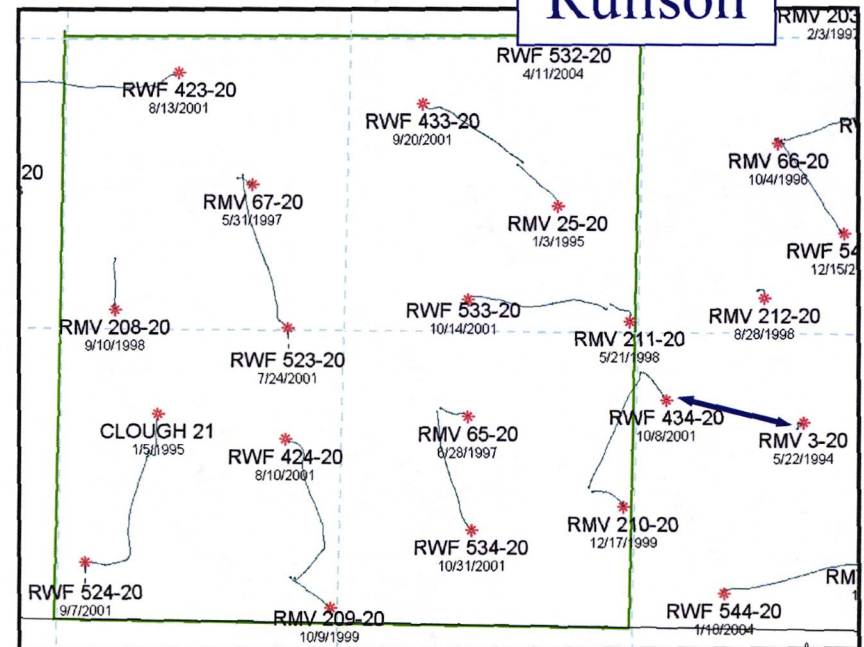 Rulison
RMV 203
2/3/1997
RWF 532-20
4/11/2004
RWF 423-20
8/13/2001
RWF 433-20
9/20/2001
RMV 66-20
10/4/1996
20
RMV 67-20
5/31/1997
RMV 25-20
1/3/1995
RWF 54
12/15/2
RMV 208-20
9/10/1998
RWF 533-20
10/14/2001
RMV 212-20
8/28/1998
RMV 211-20
5/21/1998
RWF 523-20
7/24/2001
CLOUGH 21
1/5/1995
RWF 424-20
8/10/2001
RMV 65-20
6/28/1997
RWF 434-20
10/8/2001
RMV 3-20
5/22/1994
RMV 210-20
12/17/1999
RWF 534-20
10/31/2001
RWF 524-20
9/7/2001
RMV 209-20
10/9/1999
RWF 544-20
1/18/2004
RM